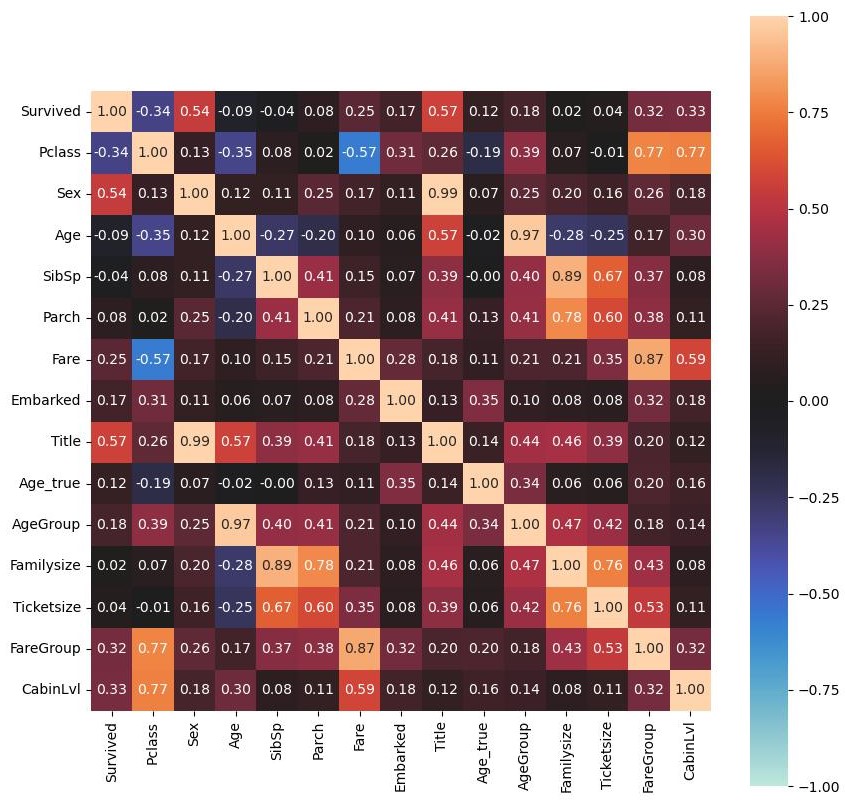 Survived 1.00 -0.34 0.54 -0.09 -0.04 0.08 0.25 0.17 0.57 0.12 0.18 0.02 0.04 0.32 0.33
Pclass -0.34 1.00 0.13 -0.35 0.08 0.02 -0.57 0.31 0.26 -0.19 0.39 0.07 -0.01 0.77 0.77
Sex 0.54 0.13 1.00 0.12 0.11 0.25 0.17 0.11 0.99 0.07 0.25 0.20 0.16 0.26 0.18
Age -0.09 -0.35 0.12 1.00 -0.27 -0.20 0.10 0.06 0.57 -0.02 0.97 -0.28 -0.25 0.17 0.30
SibSp -0.04 0.08 0.11 -0.27 1.00 0.41 0.15 0.07 0.39 -0.00 0.40 0.89 0.67 0.37 0.08
Parch 0.08 0.02 0.25 -0.20 0.41 1.00 0.21 0.08 0.41 0.13 0.41 0.78 0.60 0.38 0.11
Fare 0.25 -0.57 0.17 0.10 0.15 0.21 1.00 0.28 0.18 0.11 0.21 0.21 0.35 0.87 0.59
Embarked 0.17 0.31 0.11 0.06 0.07 0.08 0.28 1.00 0.13 0.35 0.10 0.08 0.08 0.32 0.18
Title 0.57 0.26 0.99 0.57 0.39 0.41 0.18 0.13 1.00 0.14 0.44 0.46 0.39 0.20 0.12
Age_true 0.12 -0.19 0.07 -0.02 -0.00 0.13 0.11 0.35 0.14 1.00 0.34 0.06 0.06 0.20 0.16
AgeGroup 0.18 0.39 0.25 0.97 0.40 0.41 0.21 0.10 0.44 0.34 1.00 0.47 0.42 0.18 0.14
Familysize 0.02 0.07 0.20 -0.28 0.89 0.78 0.21 0.08 0.46 0.06 0.47 1.00 0.76 0.43 0.08
Ticketsize 0.04 -0.01 0.16 -0.25 0.67 0.60 0.35 0.08 0.39 0.06 0.42 0.76 1.00 0.53 0.11
FareGroup 0.32 0.77 0.26 0.17 0.37 0.38 0.87 0.32 0.20 0.20 0.18 0.43 0.53 1.00 0.32
CabinLvl 0.33 0.77 0.18 0.30 0.08 0.11 0.59 0.18 0.12 0.16 0.14 0.08 0.11 0.32 1.00
Survived Pclass Sex Age SibSp Parch Fare Embarked Title Age_true AgeGroup Familysize Ticketsize FareGroup CabinLvl
1.00
0.75
0.50
0.25
0.00
−0.25
−0.50
−0.75
−1.00